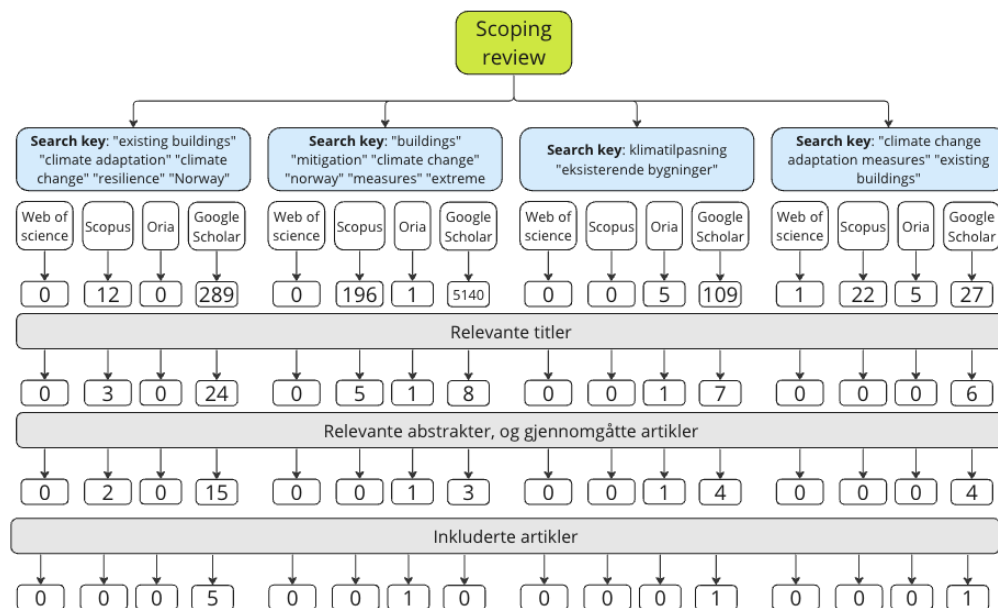 Scoping
review
Search key: "existing buildings"
"climate adaptation" "climate
change" "resilience" "Norway"
Search key: "buildings"
"mitigation" "climate change"
"norway" "measures" "extreme
Search key: klimatilpasning
"eksisterende bygninger"
Search key: "climate change
adaptation measures" "existing
buildings"
Web of
science
Scopus
Oria
Google
Scholar
Web of
science
Scopus
Oria
Google
Scholar
Web of
science
Scopus
Oria
Google
Scholar
Web of
science
Scopus
Oria
Google
Scholar
0 12 0 289 0 196 1 5140 0 0 5 109 1 22 5 27
Relevante titler
0 3 0 24 0 5 1 8 0 0 1 7 0 0 0 6
Relevante abstrakter, og gjennomgåtte artikler
0 2 0 15 0 0 1 3 0 0 1 4 0 0 0 4
Inkluderte artikler
0 0 0 5 0 0 1 0 0 0 0 1 0 0 0 1